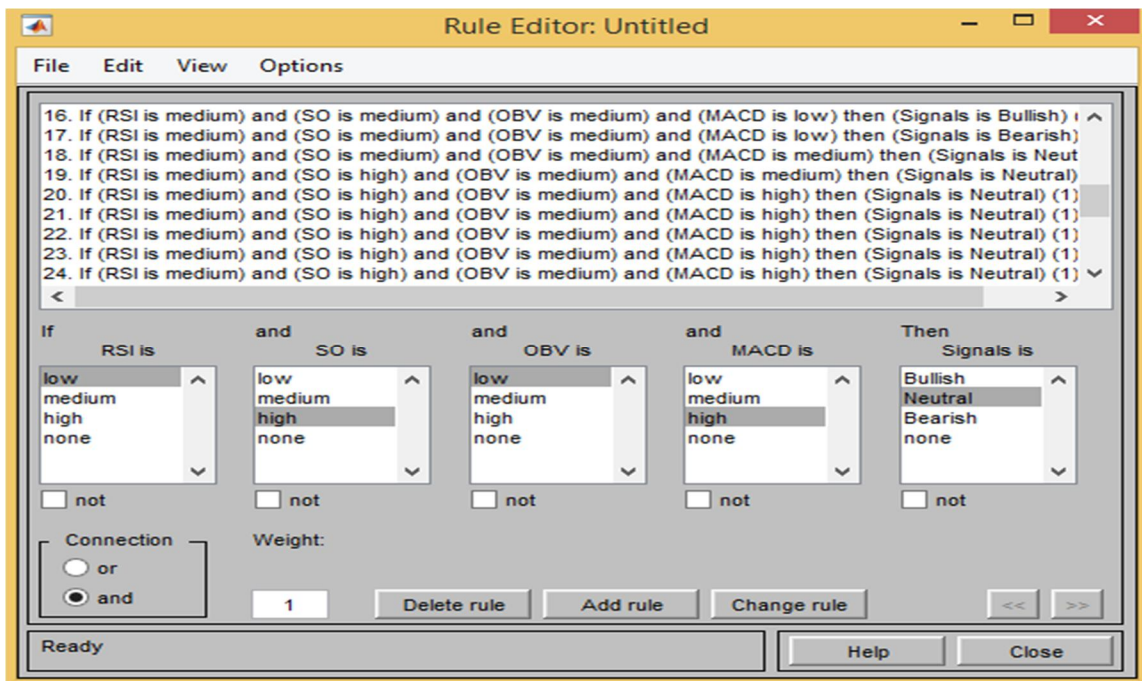 Rule Editor: Untitled
File Edit View Options
16. If (RSI is medium) and (SO is medium) and (OBV is medium) and (MACD is low) then (Signals is Bullish) (
17. If (RSI is medium) and (SO is medium) and (OBV is medium) and (MACD is low) then (Signals is Bearish)
18. If (RSI is medium) and (SO is medium) and (OBV is medium) and (MACD is medium) then (Signals is Neut
19. If (RSI is medium) and (SO is high) and (OBV is medium) and (MACD is medium) then (Signals is Neutral)
20. If (RSI is medium) and (SO is high) and (OBV is medium) and (MACD is high) then (Signals is Neutral) (1)
21. If (RSI is medium) and (SO is high) and (OBV is medium) and (MACD is high) then (Signals is Neutral) (1)
22. If (RSI is medium) and (SO is high) and (OBV is medium) and (MACD is high) then (Signals is Neutral) (1)
23. If (RSI is medium) and (SO is high) and (OBV is medium) and (MACD is high) then (Signals is Neutral) (1)
24. If (RSI is medium) and (SO is high) and (OBV is medium) and (MACD is high) then (Signals is Neutral) (1)
If and and and Then
RSI is SO is OBV is MACD is Signals is
low low low low Bullish
medium medium medium medium Neutral
high high high high Bearish
none none none none none
not not not not not
Connection Weight:
or
and 1 Delete rule Add rule Change rule << >>
Ready Help Close